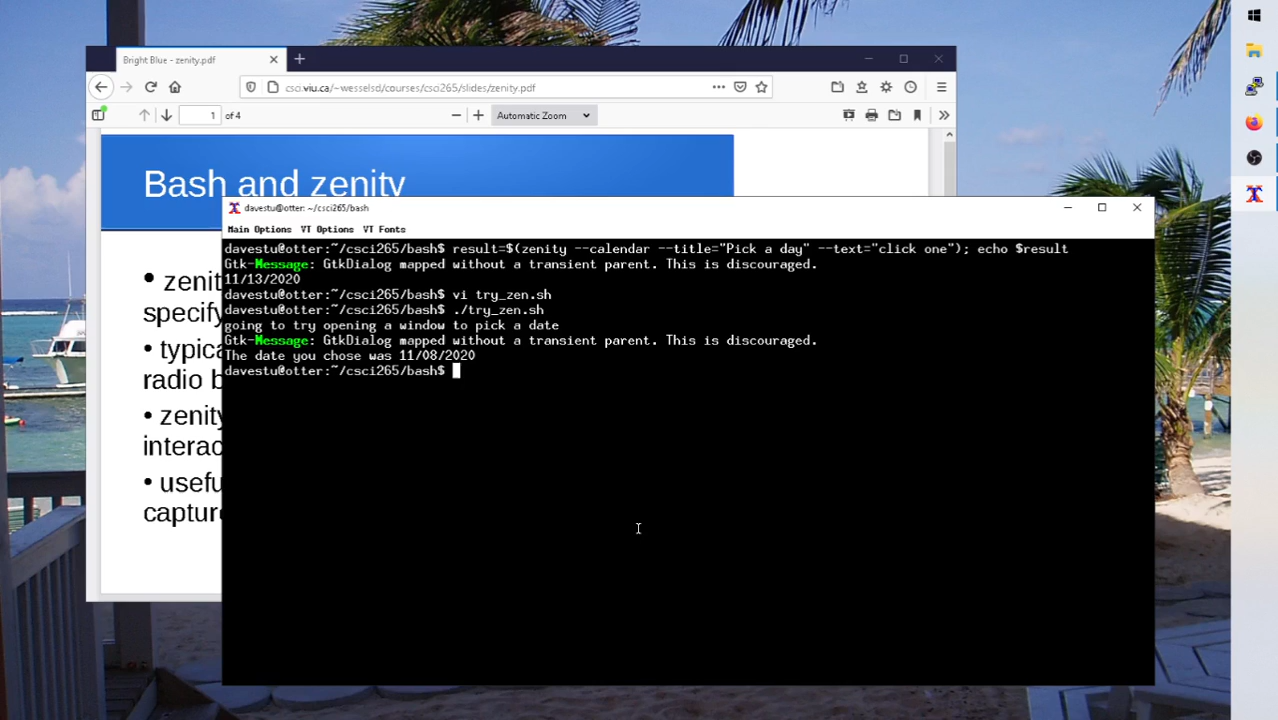 Bright Blue - zenity.pdf
csci.viu.ca/~wesselsd/courses/csci265/slides/zenity.pdf
1 of 4
Automatic Zoom
Bash and zenity
• zenit
specify
• typica
radio b
• zenity
interac
• usefu
capture
davestu@otter: ~/csci265/bash
Main Options VT Options VT Fonts
davestu@otter:~/csci265/bash$ result=$(zenity --calendar --title="Pick a day" --text="click one"); echo $result
Gtk-Message: GtkDialog mapped without a transient parent. This is discouraged.
11/13/2020
davestu@otter:~/csci265/bash$ vi try_zen.sh
davestu@otter:~/csci265/bash$ ./try_zen.sh
going to try opening a window to pick a date
Gtk-Message: GtkDialog mapped without a transient parent. This is discouraged.
The date you chose was 11/08/2020
davestu@otter:~/csci265/bash$